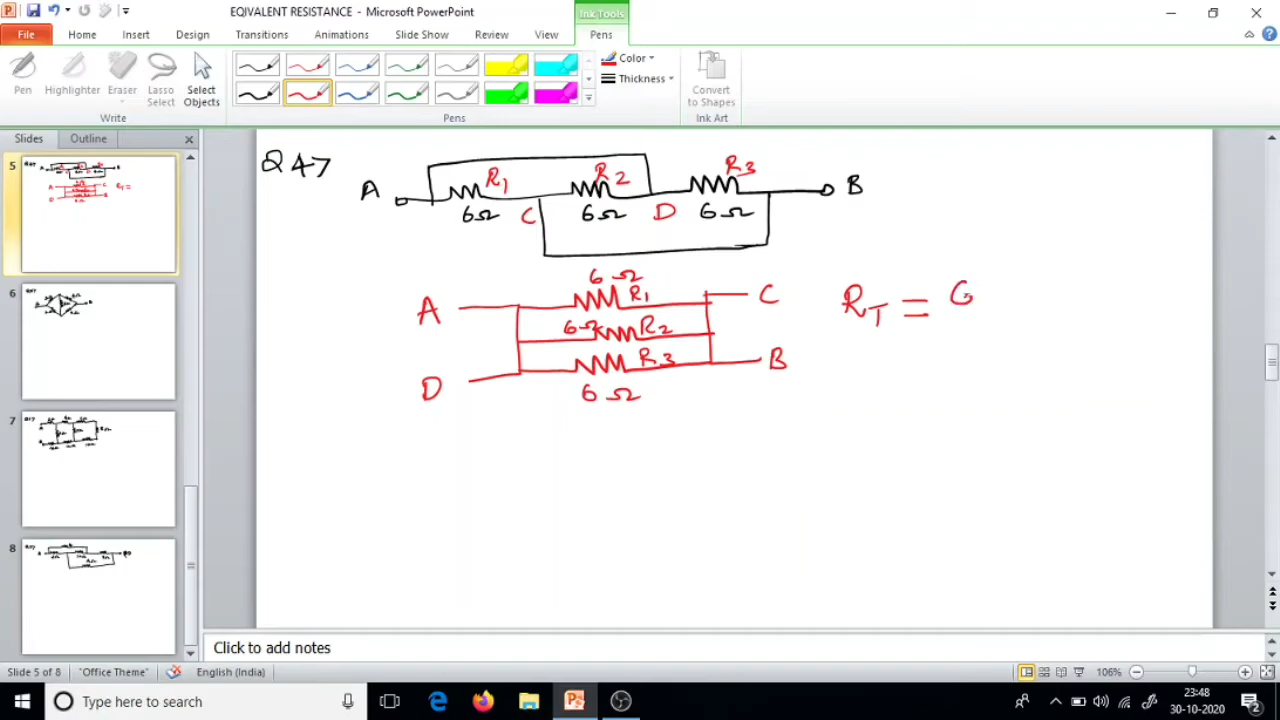 EQIVALENT RESISTANCE - Microsoft PowerPoint
Ink Tools
File Home Insert Design Transitions Animations Slide Show Review View Pens
Pen Highlighter Eraser Lasso Select Select Objects
Color
Thickness
Convert to Shapes
Write Pens Ink Art
Slides Outline
5
6
7
8
Q 47
A R1 R2 R3 B
6Ω C 6Ω D 6Ω
6Ω
A R1 C
6Ω R2
R3 B
D 6Ω
RT =
Click to add notes
Slide 5 of 8 "Office Theme" English (India) 106%
Type here to search
23:48
30-10-2020
2